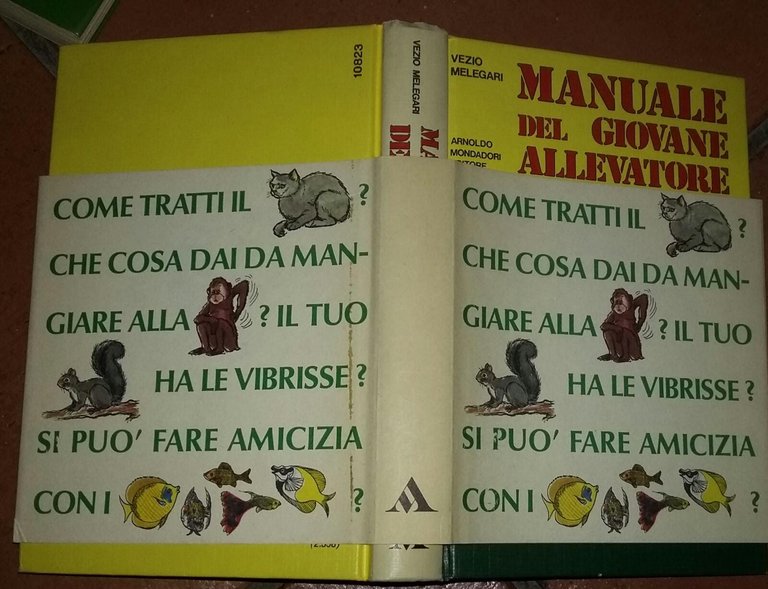 10823
VEZIO MELEGARI
VEZIO
MELEGARI
MANUALE
DEL GIOVANE
ALLEVATORE
ARNOLDO
MONDADORI
COME TRATTI IL ?
CHE COSA DAI DA MAN-
GIARE ALLA ? IL TUO
HA LE VIBRISSE?
SI PUO' FARE AMICIZIA
CON I ?
COME TRATTI IL ?
CHE COSA DAI DA MAN-
GIARE ALLA ? IL TUO
HA LE VIBRISSE?
SI PUO' FARE AMICIZIA
CON I ?